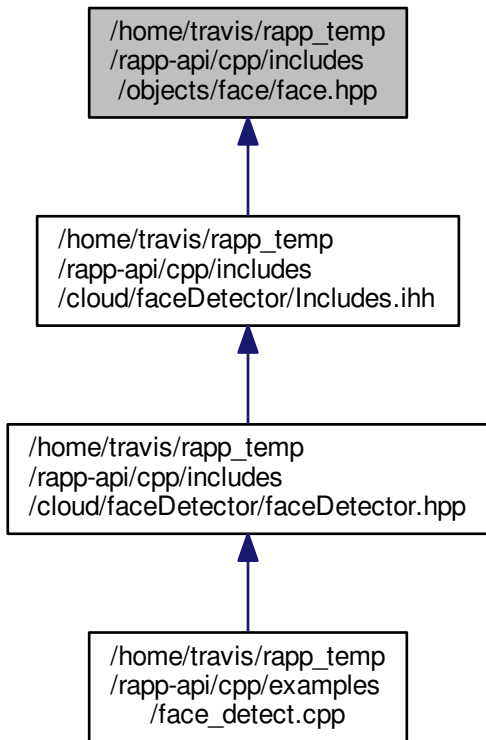 /home/travis/rapp_temp
/rapp-api/cpp/includes
/objects/face/face.hpp
/home/travis/rapp_temp
/rapp-api/cpp/includes
/cloud/faceDetector/Includes.ihh
/home/travis/rapp_temp
/rapp-api/cpp/includes
/cloud/faceDetector/faceDetector.hpp
/home/travis/rapp_temp
/rapp-api/cpp/examples
/face_detect.cpp